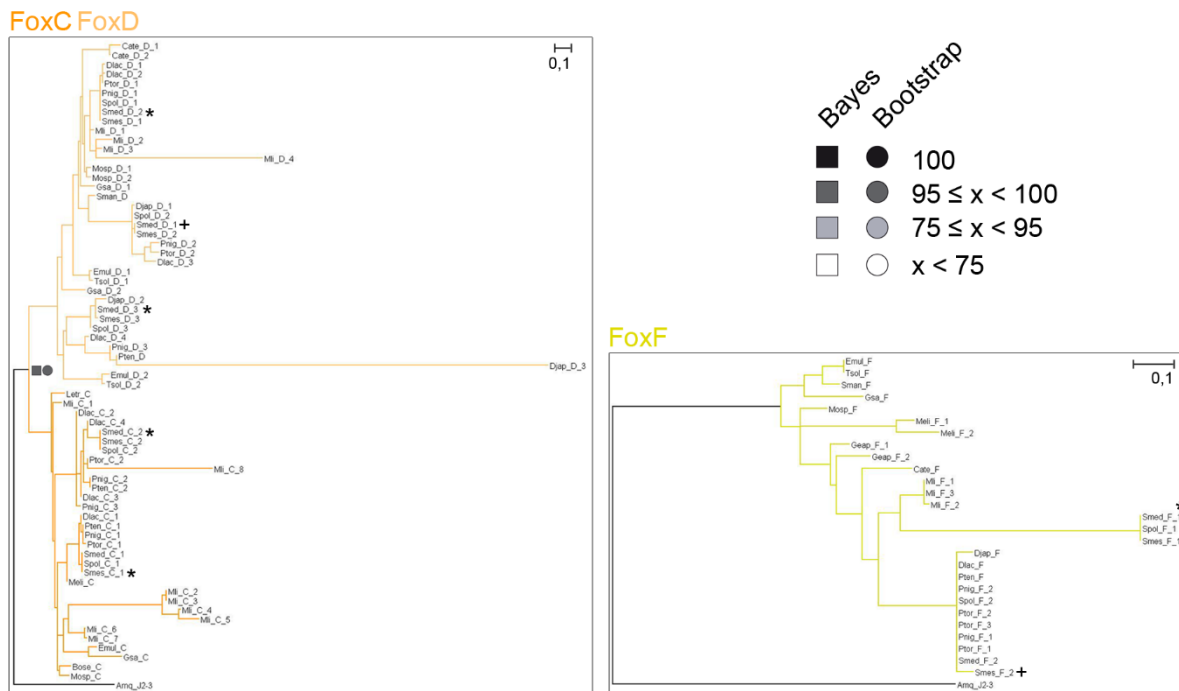 FoxC FoxD
0,1
Cate_D_1
Cate_D_2
Dlac_D_1
Dlac_D_2
Ptor_D_1
Pnig_D_1
Spol_D_1
Smed_D_2 *
Smes_D_1
Mli_D_1
Mli_D_2
Mli_D_3
Mli_D_4
Mosp_D_1
Mosp_D_2
Gsa_D_1
Sman_D
Djap_D_1
Spol_D_2
Smed_D_1 +
Smes_D_2
Pnig_D_2
Ptor_D_2
Dlac_D_3
Emul_D_1
Tsol_D_1
Gsa_D_2
Djap_D_2
Smed_D_3 *
Smes_D_3
Spol_D_3
Dlac_D_4
Pnig_D_3
Pten_D
Djap_D_3
Emul_D_2
Tsol_D_2
Letr_C
Mli_C_1
Dlac_C_2
Dlac_C_4
Smed_C_2 *
Smes_C_2
Spol_C_2
Ptor_C_2
Mli_C_8
Pnig_C_2
Pten_C_2
Dlac_C_3
Pnig_C_3
Dlac_C_1
Pten_C_1
Pnig_C_1
Ptor_C_1
Smed_C_1
Spol_C_1
Smes_C_1 *
Meli_C
Mli_C_2
Mli_C_3
Mli_C_4
Mli_C_5
Mli_C_6
Mli_C_7
Emul_C
Gsa_C
Bose_C
Mosp_C
Amq_J2-3
Bayes
Bootstrap
100
95 ≤ x < 100
75 ≤ x < 95
x < 75
FoxF
0,1
Emul_F
Tsol_F
Sman_F
Gsa_F
Mosp_F
Meli_F_1
Meli_F_2
Geap_F_1
Geap_F_2
Cate_F
Mli_F_1
Mli_F_3
Mli_F_2
*
Smed_F_1
Spol_F_1
Smes_F_1
Djap_F
Dlac_F
Pten_F
Pnig_F_2
Spol_F_2
Ptor_F_2
Ptor_F_3
Pnig_F_1
Ptor_F_1
Smed_F_2
Smes_F_2 +
Amq_J2-3